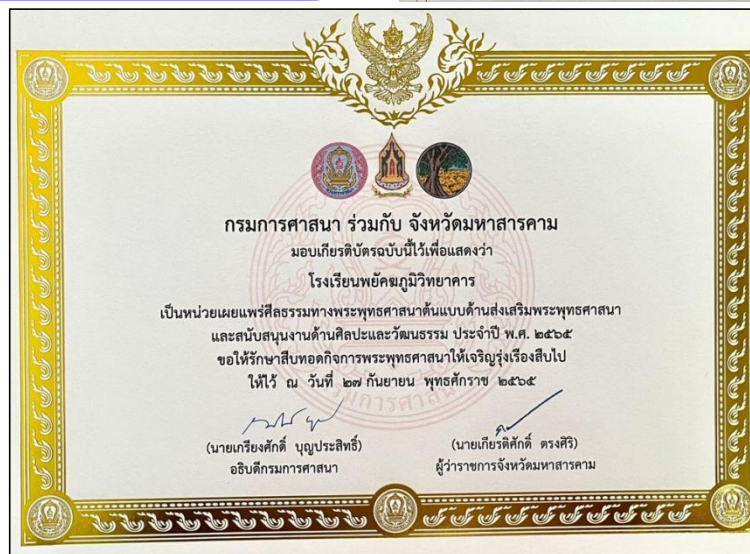 กรมการศาสนา ร่วมกับ จังหวัดมหาสารคาม
มอบเกียรติบัตรฉบับนี้ไว้เพื่อแสดงว่า
โรงเรียนพยัคฆภูมิวิทยาคาร
เป็นหน่วยเผยแพร่ศีลธรรมทางพระพุทธศาสนาต้นแบบด้านส่งเสริมพระพุทธศาสนา
และสนับสนุนงานด้านศิลปะและวัฒนธรรม ประจำปี พ.ศ. ๒๕๖๕
ขอให้รักษาสืบทอดกิจการพระพุทธศาสนาให้เจริญรุ่งเรืองสืบไป
ให้ไว้ ณ วันที่ ๒๗ กันยายน พุทธศักราช ๒๕๖๕
กรมการศาสนา
(นายเกรียงศักดิ์ บุญประสิทธิ์)
อธิบดีกรมการศาสนา
(นายเกียรติศักดิ์ ตรงศิริ)
ผู้ว่าราชการจังหวัดมหาสารคาม